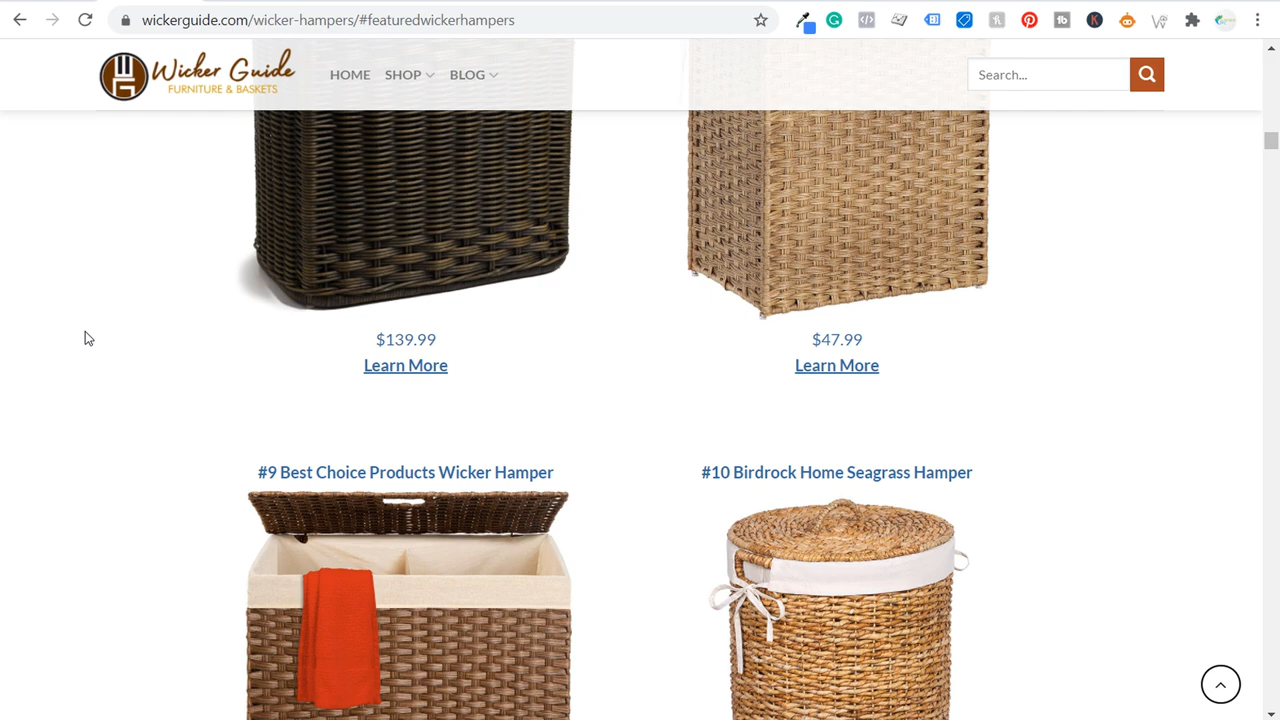 wickerguide.com/wicker-hampers/#featuredwickerhampers
Wicker Guide
FURNITURE & BASKETS
HOME
SHOP
BLOG
Search...
$139.99
$47.99
Learn More
Learn More
#9 Best Choice Products Wicker Hamper
#10 Birdrock Home Seagrass Hamper